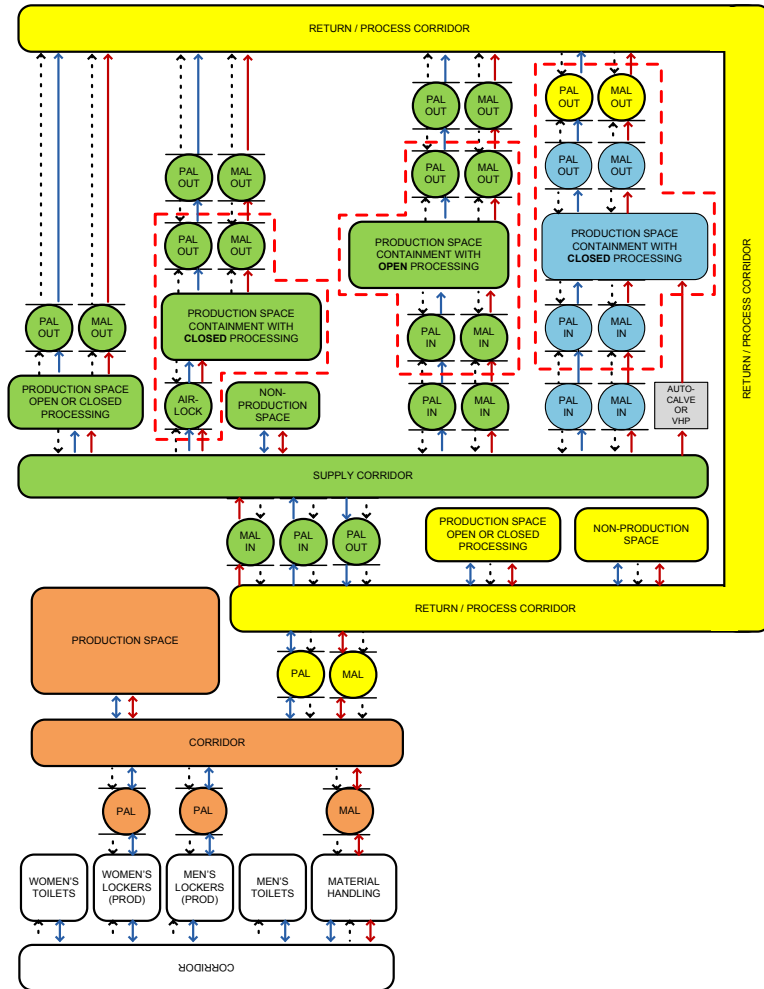 RETURN / PROCESS CORRIDOR
PAL
OUT
MAL
OUT
PAL
OUT
MAL
OUT
PAL
OUT
MAL
OUT
PAL
OUT
MAL
OUT
PAL
OUT
MAL
OUT
PAL
OUT
MAL
OUT
PAL
OUT
MAL
OUT
PRODUCTION SPACE
CONTAINMENT WITH
OPEN PROCESSING
PRODUCTION SPACE
CONTAINMENT WITH
CLOSED PROCESSING
RETURN / PROCESS CORRIDOR
RETURN / PROCESS CORRIDOR
PAL
OUT
MAL
OUT
PRODUCTION SPACE
CONTAINMENT WITH
CLOSED PROCESSING
PAL
IN
MAL
IN
PAL
IN
MAL
IN
PRODUCTION SPACE
OPEN OR CLOSED
PROCESSING
AIR-
LOCK
NON-
PRODUCTION
SPACE
PAL
IN
MAL
IN
PAL
IN
MAL
IN
AUTO-
CALVE
OR
VHP
SUPPLY CORRIDOR
MAL
IN
PAL
IN
PAL
OUT
PRODUCTION SPACE
OPEN OR CLOSED
PROCESSING
NON-PRODUCTION
SPACE
RETURN / PROCESS CORRIDOR
PRODUCTION SPACE
PAL
MAL
CORRIDOR
PAL
PAL
MAL
WOMEN'S
TOILETS
WOMEN'S
LOCKERS
(PROD)
MEN'S
LOCKERS
(PROD)
MEN'S
TOILETS
MATERIAL
HANDLING
CORRIDOR